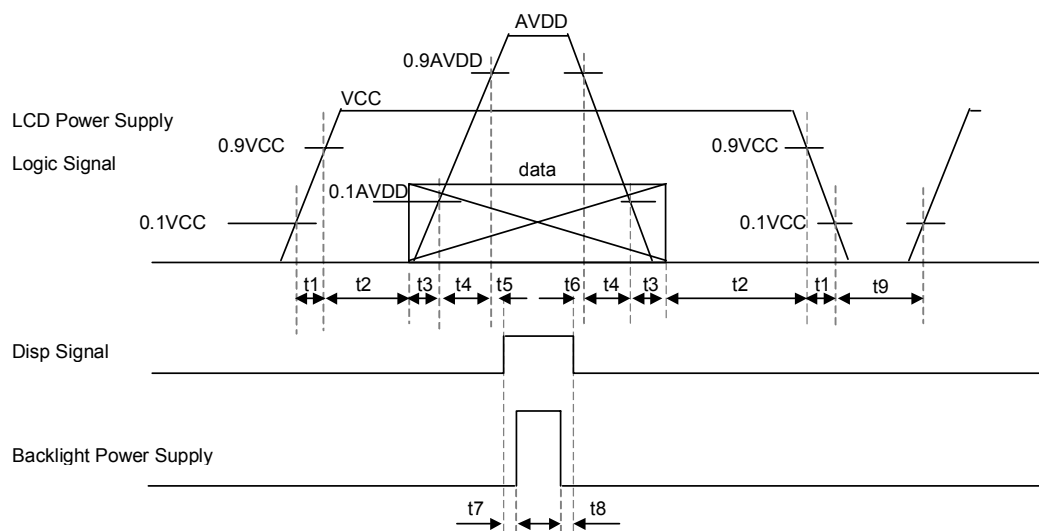 AVDD
0.9AVDD
VCC
LCD Power Supply
0.9VCC
0.9VCC
Logic Signal
data
0.1AVDD
0.1VCC
0.1VCC
t1 t2 t3 t4 t5 t6 t4 t3 t2 t1 t9
Disp Signal
Backlight Power Supply
t7 t8